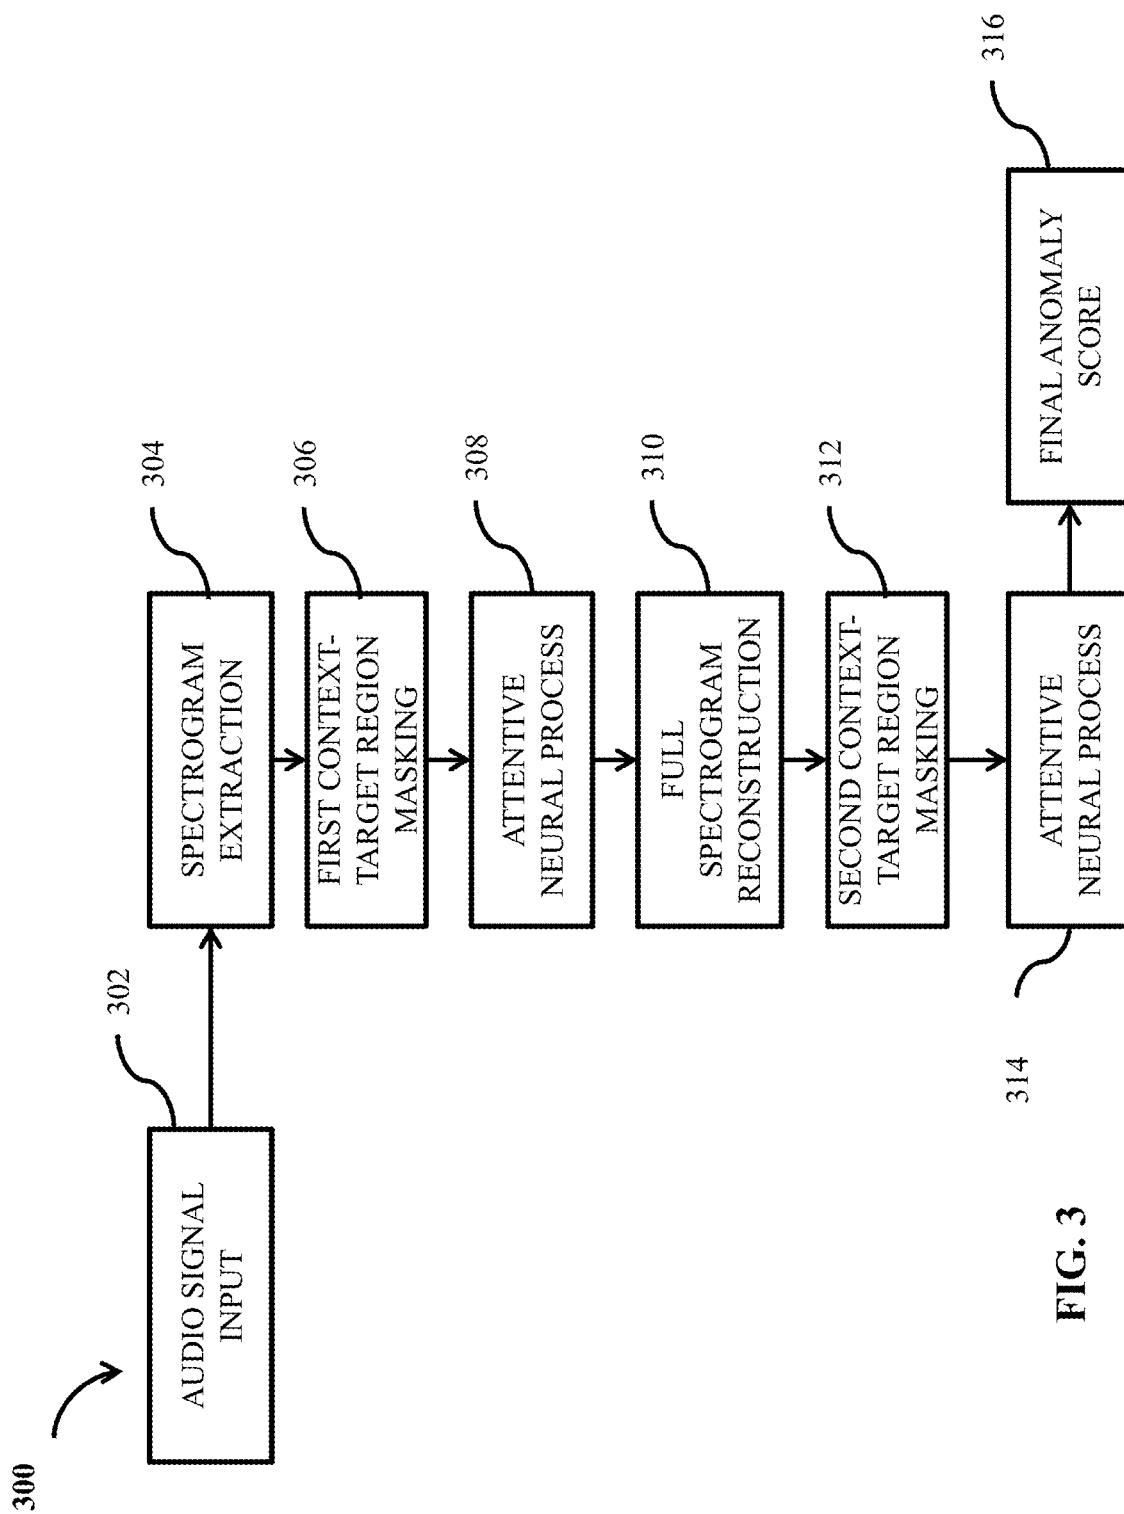 300
302
AUDIO SIGNAL
INPUT
304
SPECTROGRAM
EXTRACTION
306
FIRST CONTEXT-
TARGET REGION
MASKING
308
ATTENTIVE
NEURAL PROCESS
310
FULL
SPECTROGRAM
RECONSTRUCTION
312
SECOND CONTEXT-
TARGET REGION
MASKING
314
ATTENTIVE
NEURAL PROCESS
316
FINAL ANOMALY
SCORE
FIG. 3